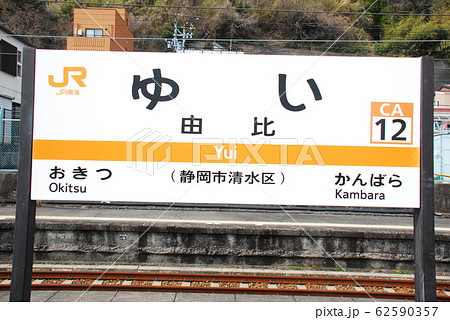 JR
JR東海
ゆい
由比
CA
12
Yui
おきつ
Okitsu
(静岡市清水区)
かんばら
Kambara
PIXTA
pixta.jp - 62590357